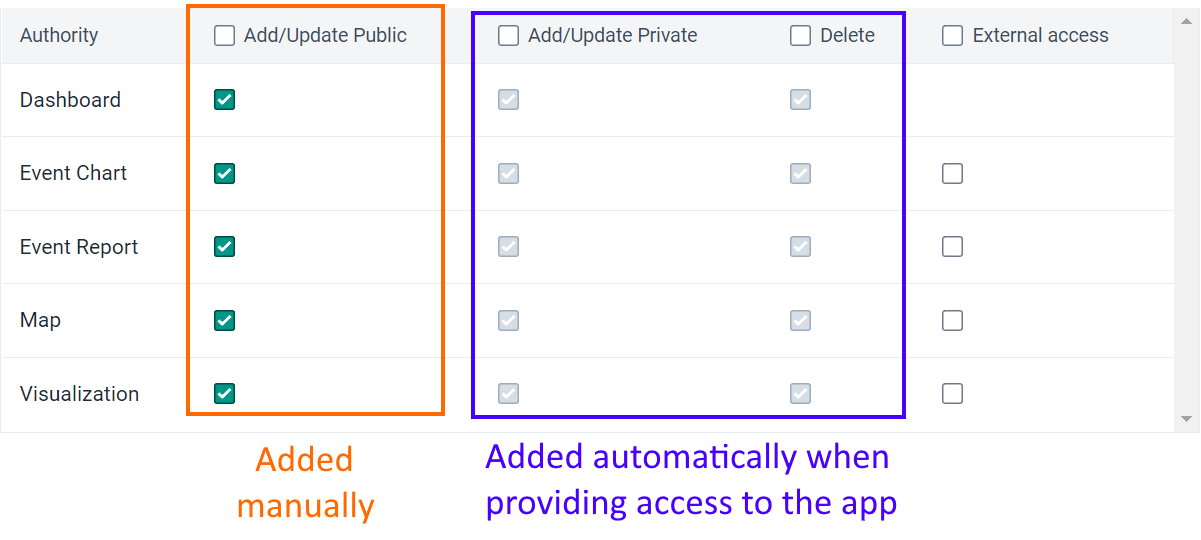 Authority Add/Update Public Add/Update Private Delete External access
Dashboard
Event Chart
Event Report
Map
Visualization
Added
manually
Added automatically when
providing access to the app